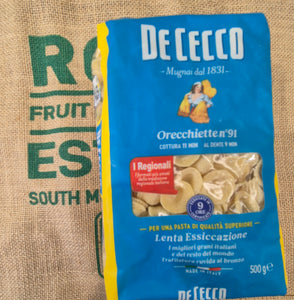 RO
FRUIT
EST
SOUTH M
DE CECCO
Mugnai dal 1831
Orecchiette n°91
COTTURA 11 MIN AL DENTE 9 MIN
I Regionali
9
ORE
PER UNA PASTA DI QUALITÀ SUPERIORE
Lenta Essiccazione
I migliori grani italiani
e del resto del mondo
Trafilatura ruvida al bronzo
MADE IN ITALY
500 g e
DE CECCO